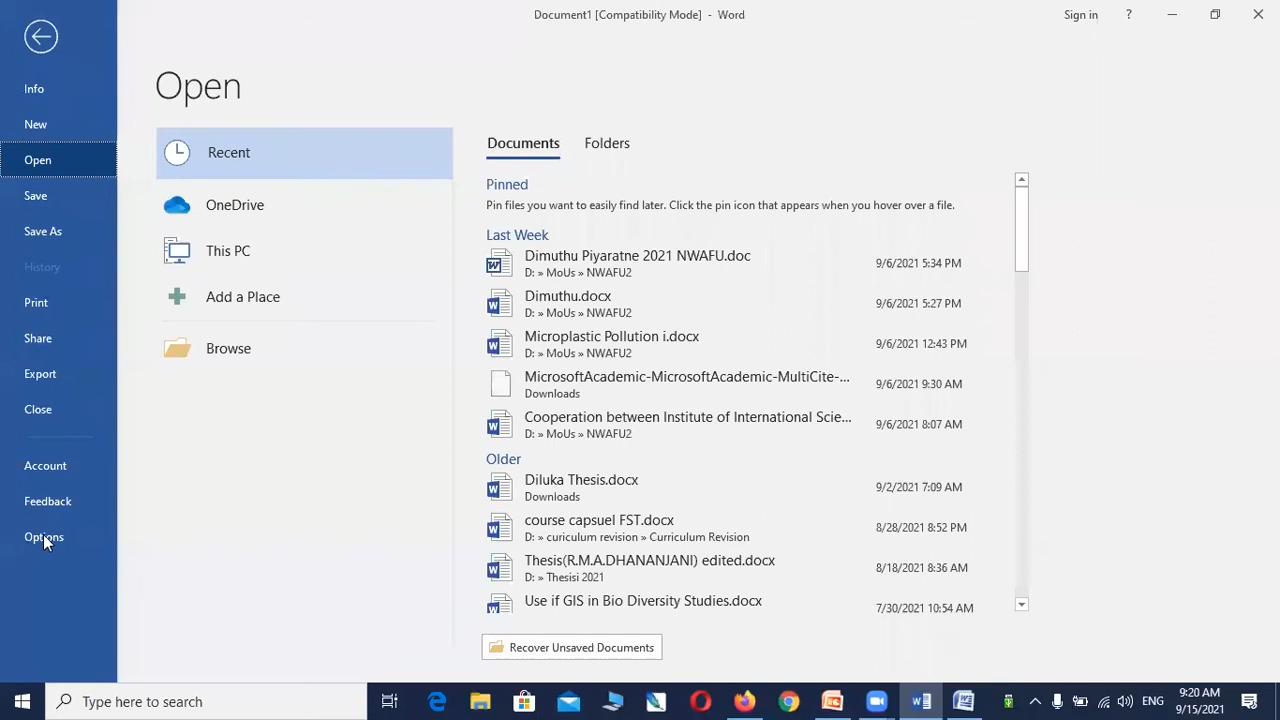 Document1 [Compatibility Mode] - Word
Sign in
?
Info
New
Open
Save
Save As
History
Print
Share
Export
Close
Account
Feedback
Options
Open
Recent
OneDrive
This PC
Add a Place
Browse
Documents Folders
Pinned
Pin files you want to easily find later. Click the pin icon that appears when you hover over a file.
Last Week
Dimuthu Piyaratne 2021 NWAFU.doc
D: » MoUs » NWAFU2
9/6/2021 5:34 PM
Dimuthu.docx
D: » MoUs » NWAFU2
9/6/2021 5:27 PM
Microplastic Pollution i.docx
D: » MoUs » NWAFU2
9/6/2021 12:43 PM
MicrosoftAcademic-MicrosoftAcademic-MultiCite-...
Downloads
9/6/2021 9:30 AM
Cooperation between Institute of International Scie...
D: » MoUs » NWAFU2
9/6/2021 8:07 AM
Older
Diluka Thesis.docx
Downloads
9/2/2021 7:09 AM
course capsuel FST.docx
D: » curiculum revision » Curriculum Revision
8/28/2021 8:52 PM
Thesis(R.M.A.DHANANJANI) edited.docx
D: » Thesisi 2021
8/18/2021 8:36 AM
Use if GIS in Bio Diversity Studies.docx
7/30/2021 10:54 AM
Recover Unsaved Documents
Type here to search
ENG
9:20 AM
9/15/2021